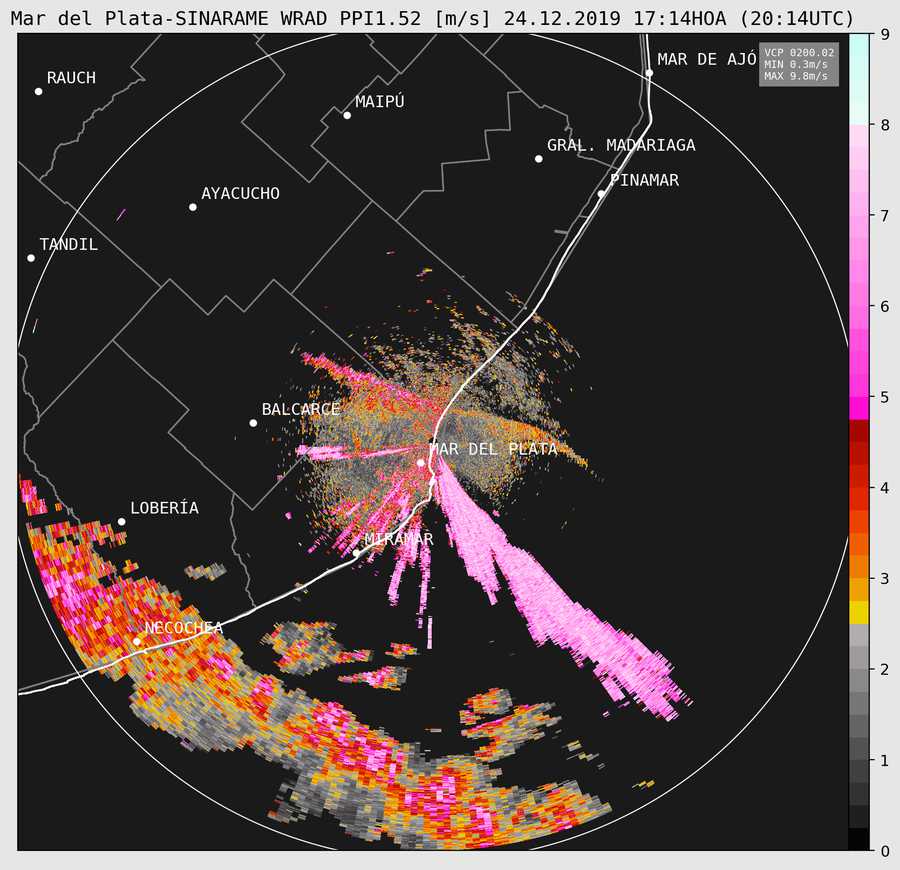 Mar del Plata-SINARAME WRAD PPI1.52 [m/s] 24.12.2019 17:14HOA (20:14UTC)
9
MAR DE AJÓ
VCP 0200.02
MIN 0.3m/s
MAX 9.8m/s
RAUCH
MAIPÚ
8
GRAL. MADARIAGA
PINAMAR
AYACUCHO
7
TANDIL
6
5
BALCARCE
MAR DEL PLATA
4
LOBERÍA
MIRAMAR
3
NECOCHEA
2
1
0